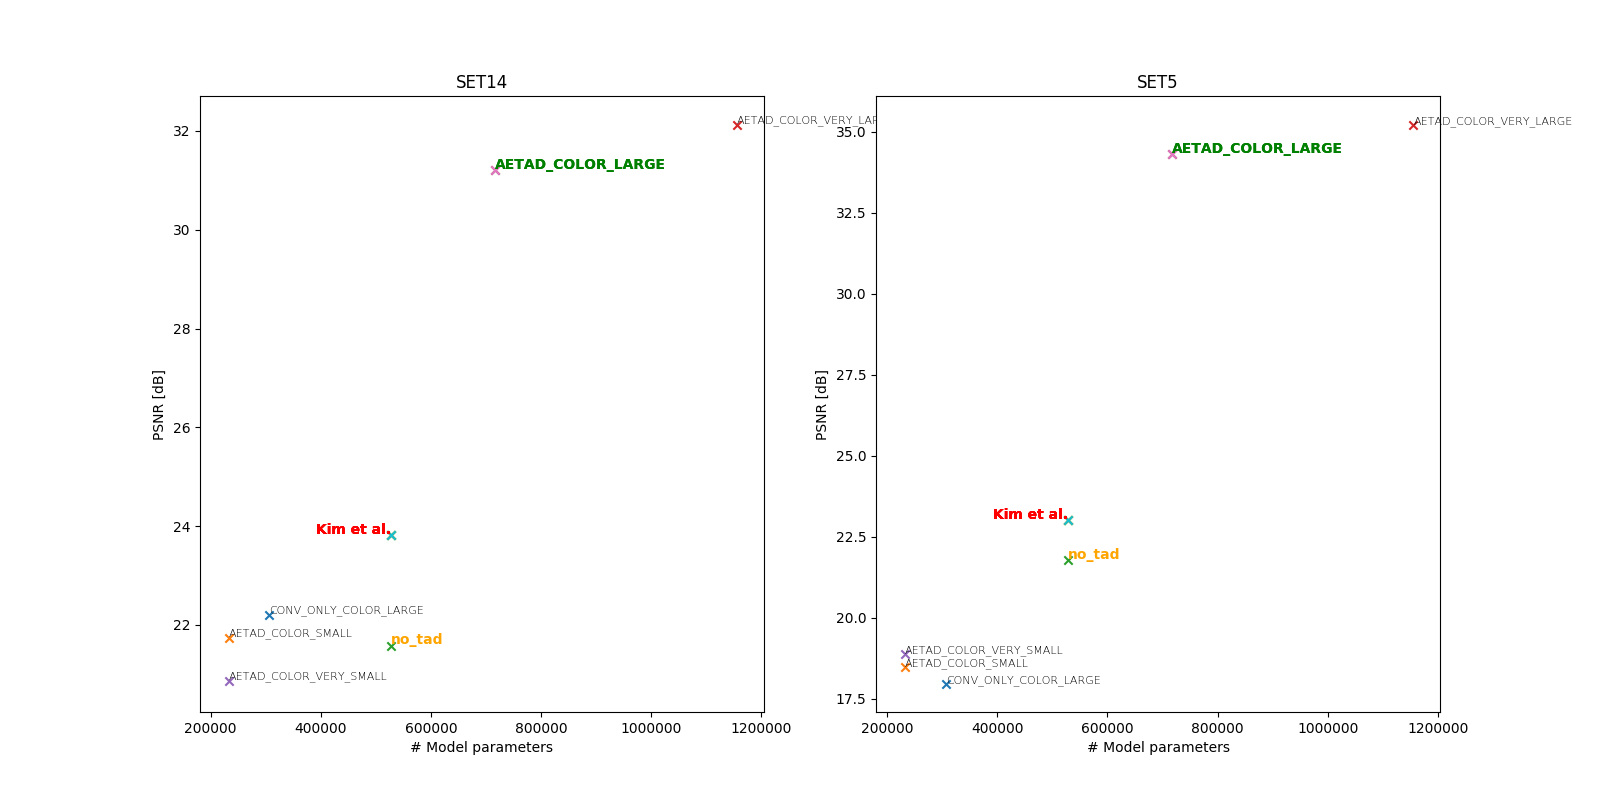 SET14
32
30
28
26
24
22
PSNR [dB]
AETAD_COLOR_VERY_LAR
AETAD_COLOR_LARGE
Kim et al.
CONV_ONLY_COLOR_LARGE
AETAD_COLOR_SMALL
no_tad
AETAD_COLOR_VERY_SMALL
200000 400000 600000 800000 1000000 1200000
# Model parameters
SET5
35.0
32.5
30.0
27.5
25.0
22.5
20.0
17.5
PSNR [dB]
AETAD_COLOR_VERY_LARGE
AETAD_COLOR_LARGE
Kim et al.
no_tad
AETAD_COLOR_VERY_SMALL
AETAD_COLOR_SMALL
CONV_ONLY_COLOR_LARGE
200000 400000 600000 800000 1000000 1200000
# Model parameters